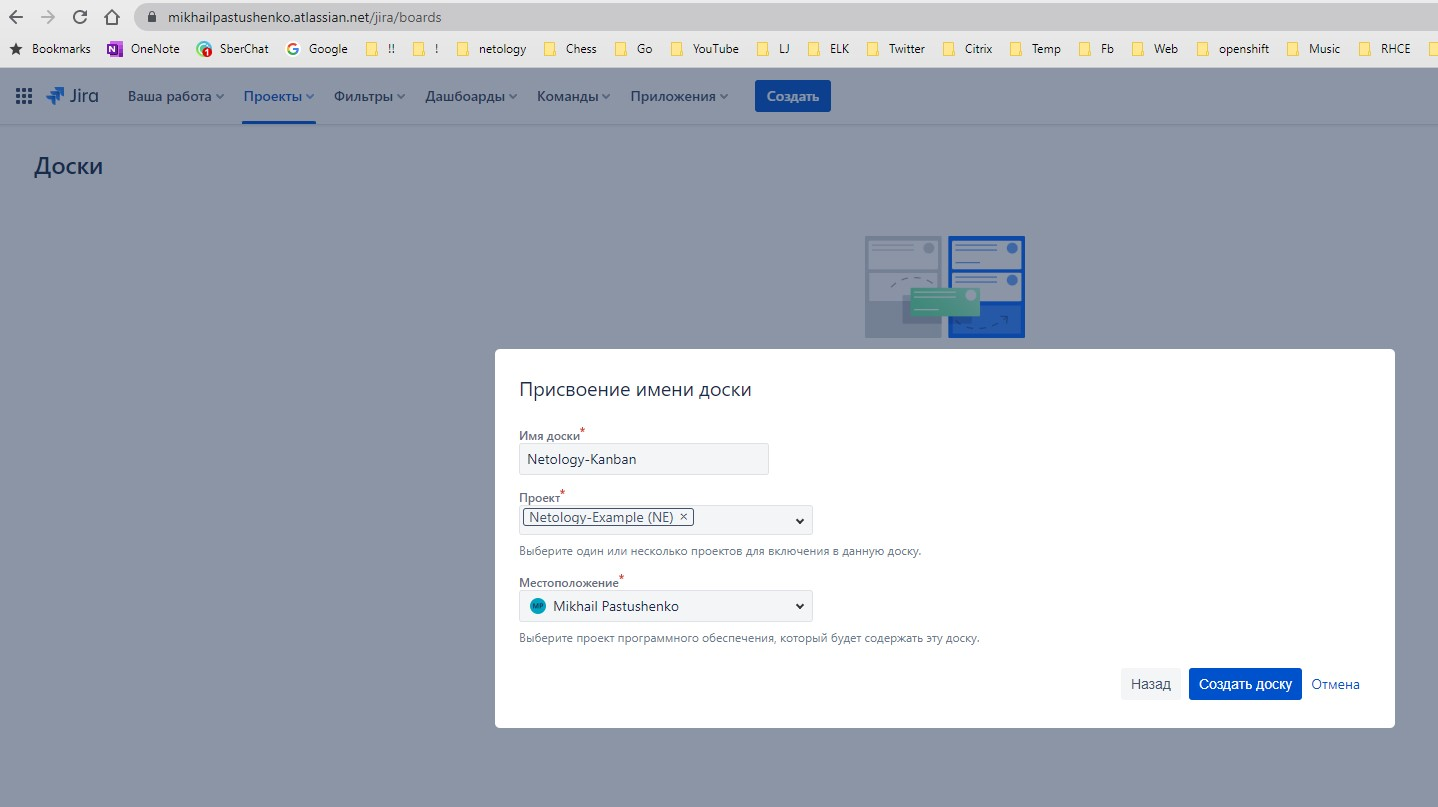 mikhailpastushenko.atlassian.net/jira/boards
Bookmarks OneNote SberChat Google !! ! netology Chess Go YouTube LJ ELK Twitter Citrix Temp Fb Web openshift Music RHCE
Jira Ваша работа Проекты Фильтры Дашбоарды Команды Приложения Создать
Доски
Присвоение имени доски
Имя доски*
Netology-Kanban
Проект*
Netology-Example (NE) ×
Выберите один или несколько проектов для включения в данную доску.
Местоположение*
MP Mikhail Pastushenko
Выберите проект программного обеспечения, который будет содержать эту доску.
Назад Создать доску Отмена